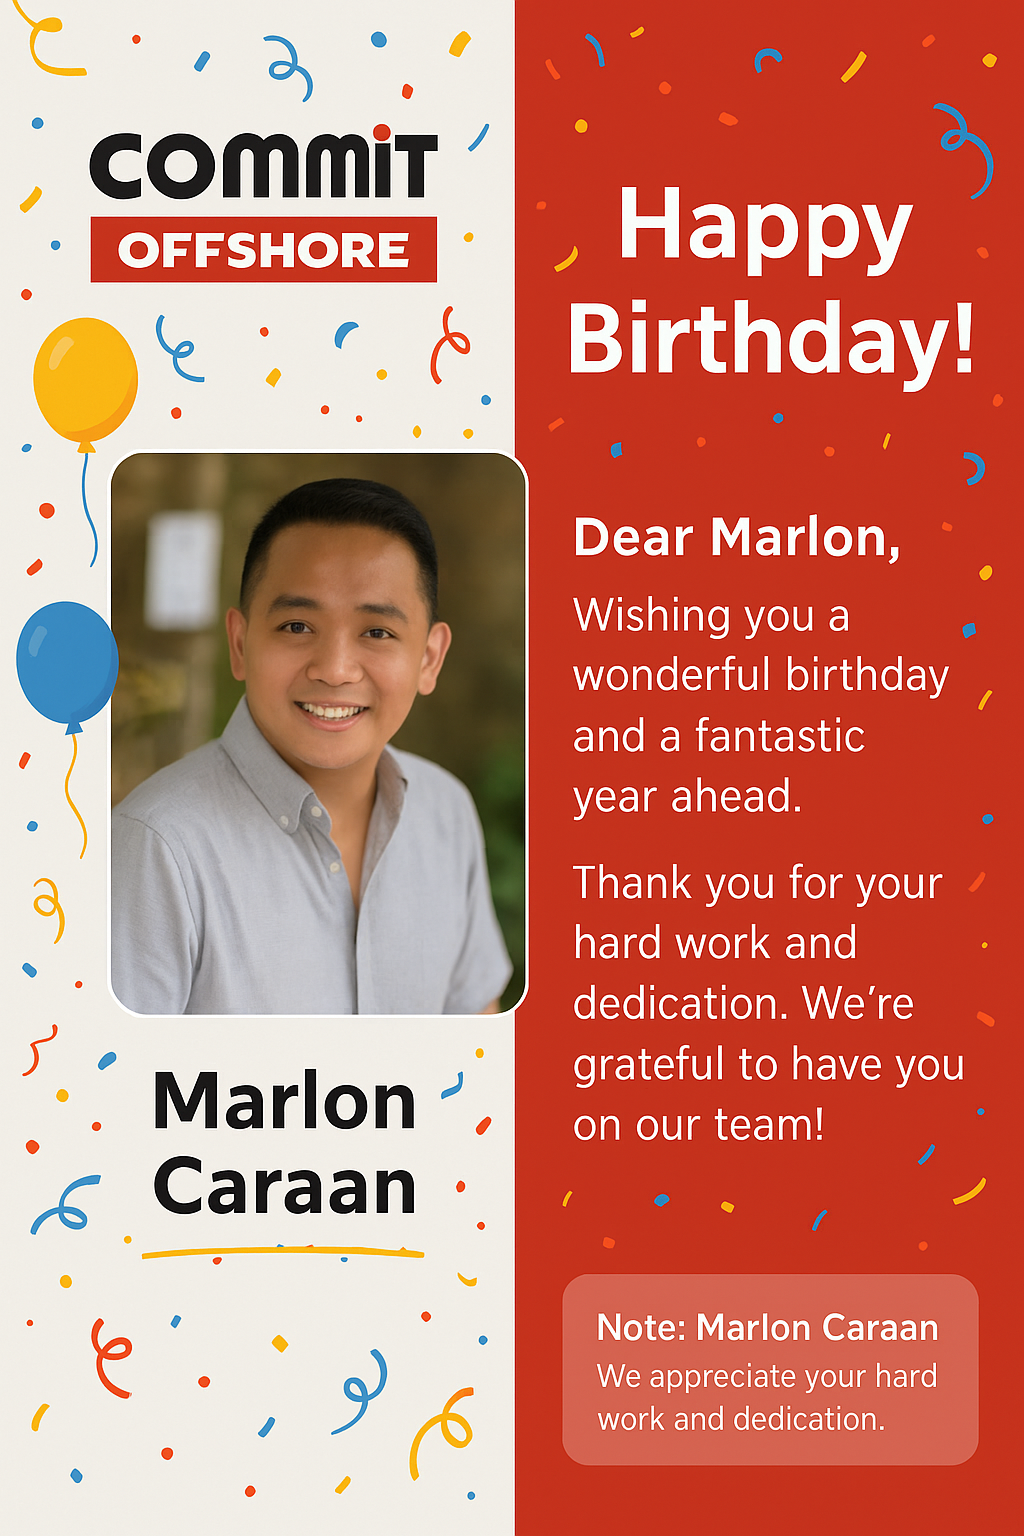 COMMiT
OFFSHORE
Marlon
Caraan
Happy
Birthday!
Dear Marlon,
Wishing you a
wonderful birthday
and a fantastic
year ahead.
Thank you for your
hard work and
dedication. We’re
grateful to have you
on our team!
Note: Marlon Caraan
We appreciate your hard
work and dedication.